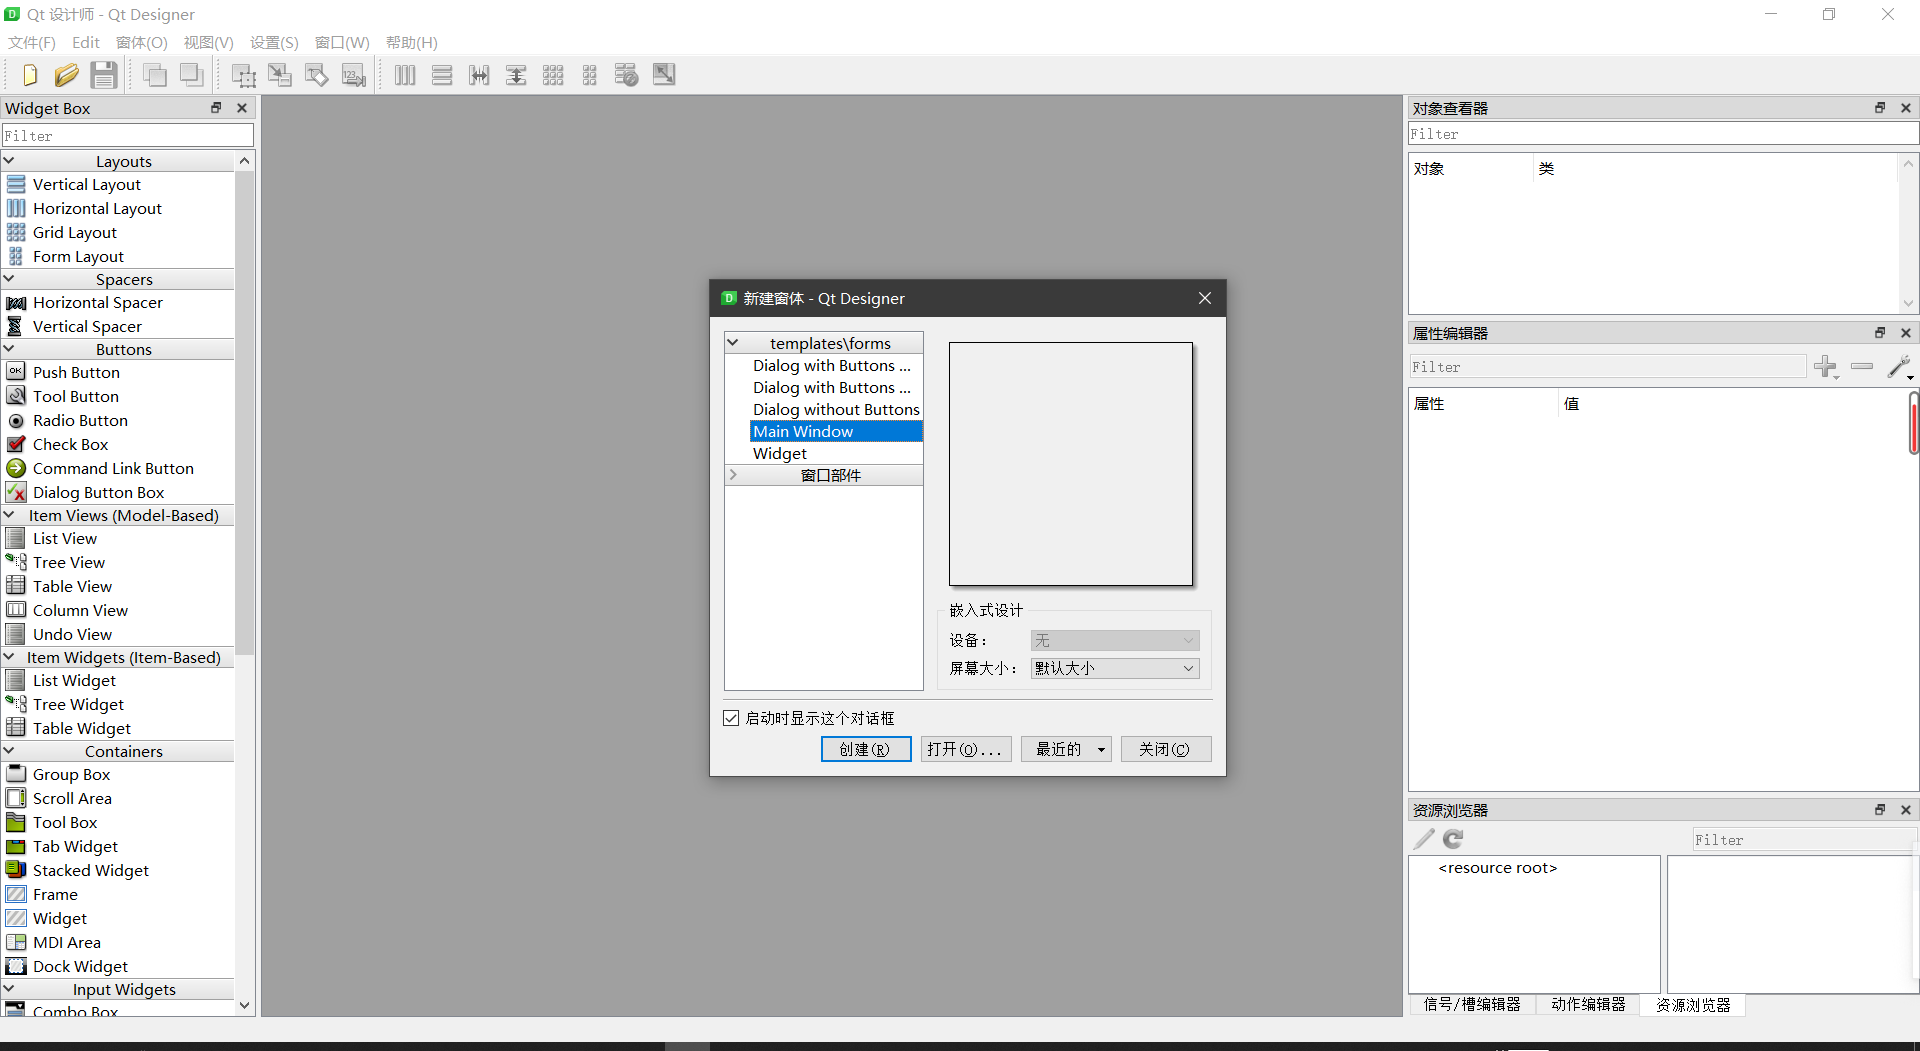 Qt 设计师 - Qt Designer
文件(F) Edit 窗体(O) 视图(V) 设置(S) 窗口(W) 帮助(H)
Widget Box
Filter
Layouts
Vertical Layout
Horizontal Layout
Grid Layout
Form Layout
Spacers
Horizontal Spacer
Vertical Spacer
Buttons
Push Button
Tool Button
Radio Button
Check Box
Command Link Button
Dialog Button Box
Item Views (Model-Based)
List View
Tree View
Table View
Column View
Undo View
Item Widgets (Item-Based)
List Widget
Tree Widget
Table Widget
Containers
Group Box
Scroll Area
Tool Box
Tab Widget
Stacked Widget
Frame
Widget
MDI Area
Dock Widget
Input Widgets
Combo Box
新建窗体 - Qt Designer
templates\forms
Dialog with Buttons ...
Dialog with Buttons ...
Dialog without Buttons
Main Window
Widget
窗口部件
嵌入式设计
设备： 无
屏幕大小： 默认大小
启动时显示这个对话框
创建(R) 打开(O)... 最近的 关闭(C)
对象查看器
Filter
对象 类
属性编辑器
Filter
属性 值
资源浏览器
Filter
<resource root>
信号/槽编辑器 动作编辑器 资源浏览器